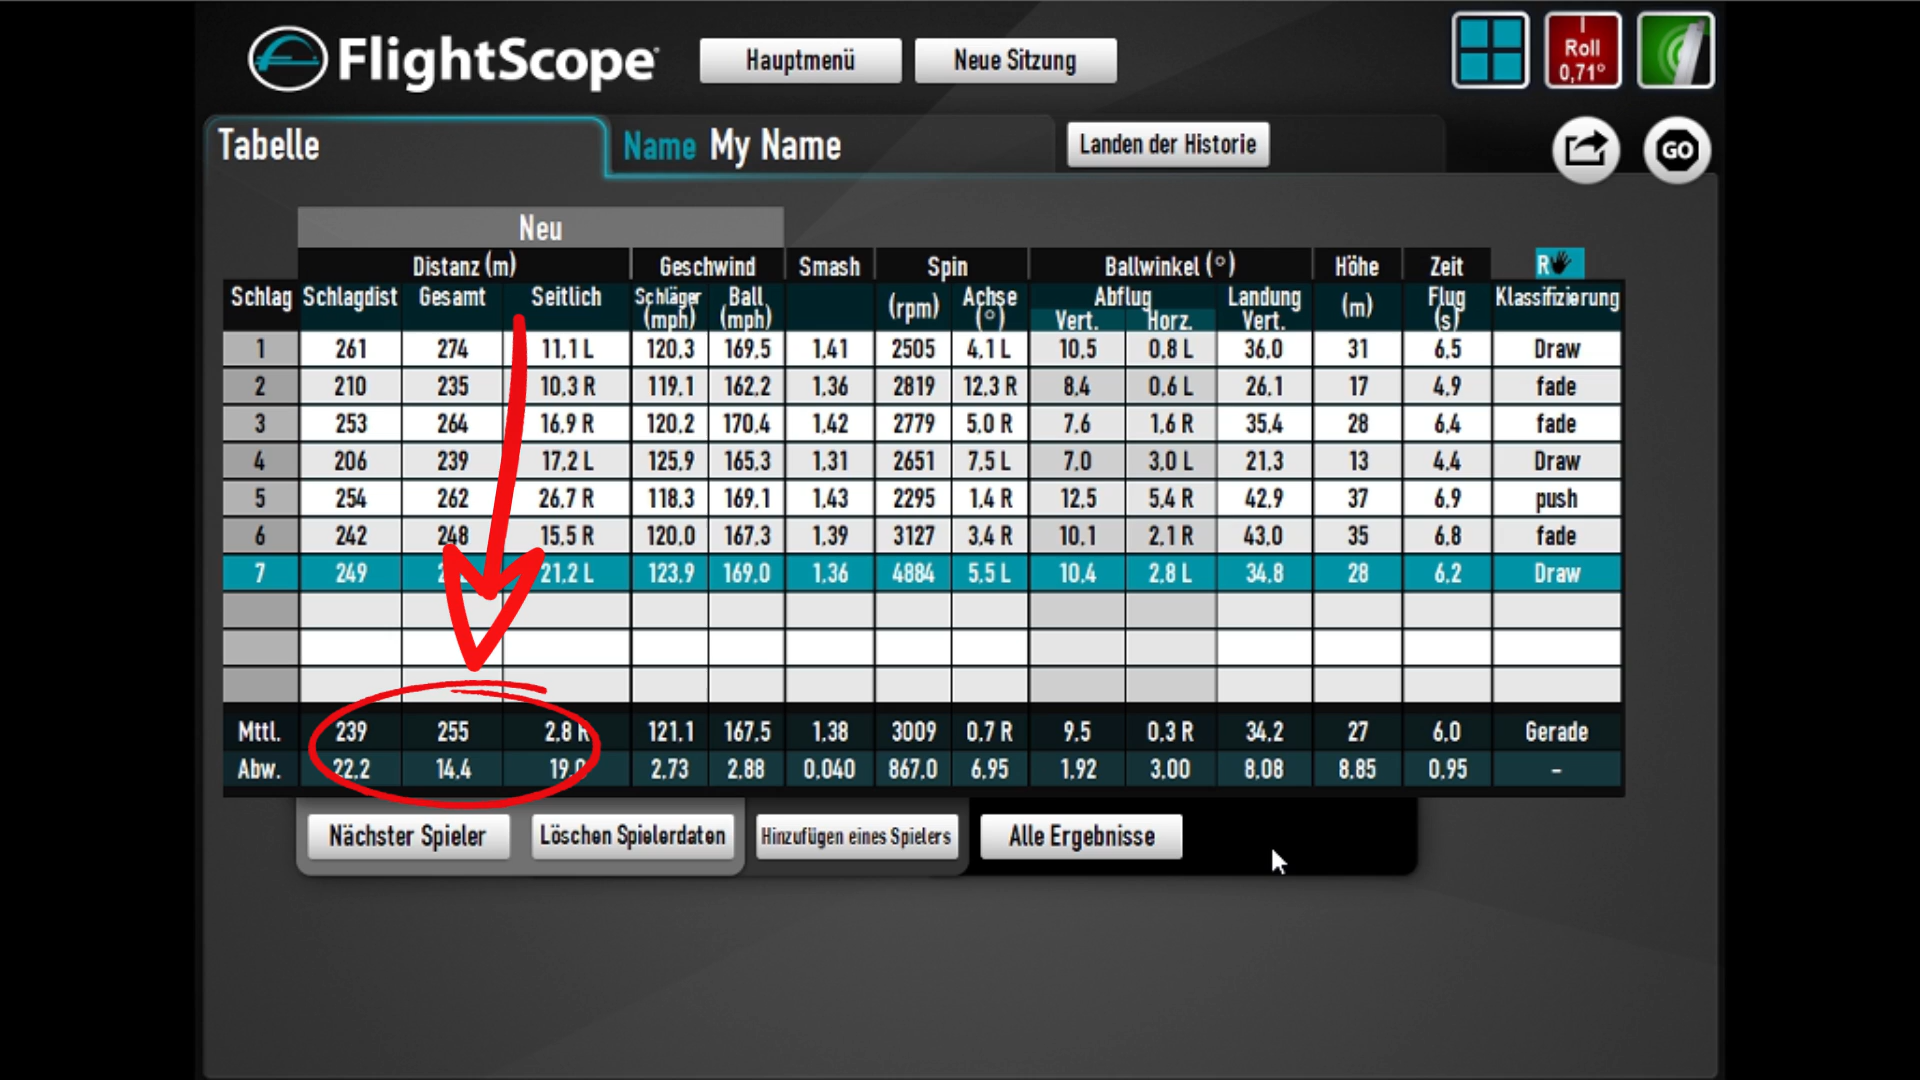 FlightScope
Hauptmenü
Neue Sitzung
Roll
0,71°
Tabelle
Name My Name
Landen der Historie
GO
Neu
Distanz (m) Geschwind Smash Spin Ballwinkel (°) Höhe Zeit R
Schlag Schlagdist Gesamt Seitlich Schläger (mph) Ball (mph) (rpm) Achse (°) Abflug Vert. Horz. Landung Vert. (m) Flug (s) Klassifizierung
1 261 274 11,1 L 120,3 169,5 1,41 2505 4,1 L 10,5 0,8 L 36,0 31 6,5 Draw
2 210 235 10,3 R 119,1 162,2 1,36 2819 12,3 R 8,4 0,6 L 26,1 17 4,9 fade
3 253 264 16,9 R 120,2 170,4 1,42 2779 5,0 R 7,6 1,6 R 35,4 28 6,4 fade
4 206 239 17,2 L 125,9 165,3 1,31 2651 7,5 L 7,0 3,0 L 21,3 13 4,4 Draw
5 254 262 26,7 R 118,3 169,1 1,43 2295 1,4 R 12,5 5,4 R 42,9 37 6,9 push
6 242 248 15,5 R 120,0 167,3 1,39 3127 3,4 R 10,1 2,1 R 43,0 35 6,8 fade
7 249 21,2 L 123,9 169,0 1,36 4884 5,5 L 10,4 2,8 L 34,8 28 6,2 Draw
Mttl. 239 255 2,8 R 121,1 167,5 1,38 3009 0,7 R 9,5 0,3 R 34,2 27 6,0 Gerade
Abw. 22,2 14,4 19,0 2,73 2,88 0,040 867,0 6,95 1,92 3,00 8,08 8,85 0,95 -
Nächster Spieler
Löschen Spielerdaten
Hinzufügen eines Spielers
Alle Ergebnisse